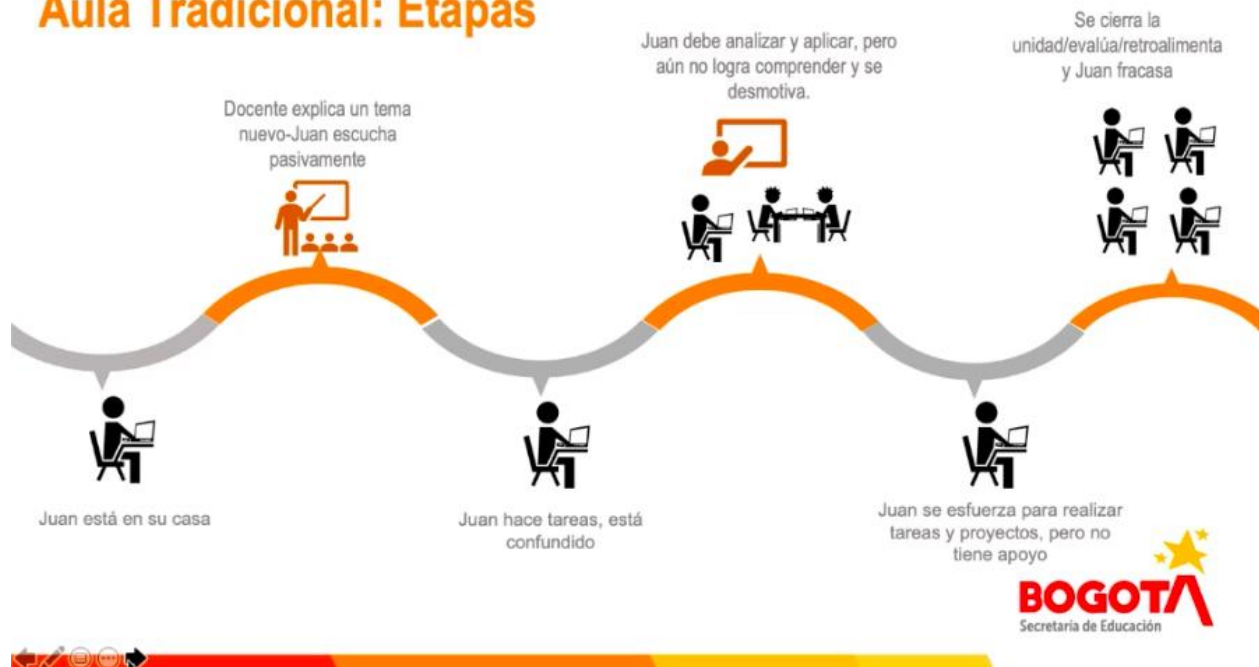 Aula Tradicional: Etapas
Docente explica un tema
nuevo-Juan escucha
pasivamente
Juan debe analizar y aplicar, pero
aún no logra comprender y se
desmotiva.
Se cierra la
unidad/evalúa/retroalimenta
y Juan fracasa
Juan está en su casa
Juan hace tareas, está
confundido
Juan se esfuerza para realizar
tareas y proyectos, pero no
tiene apoyo
BOGOTÁ
Secretaría de Educación